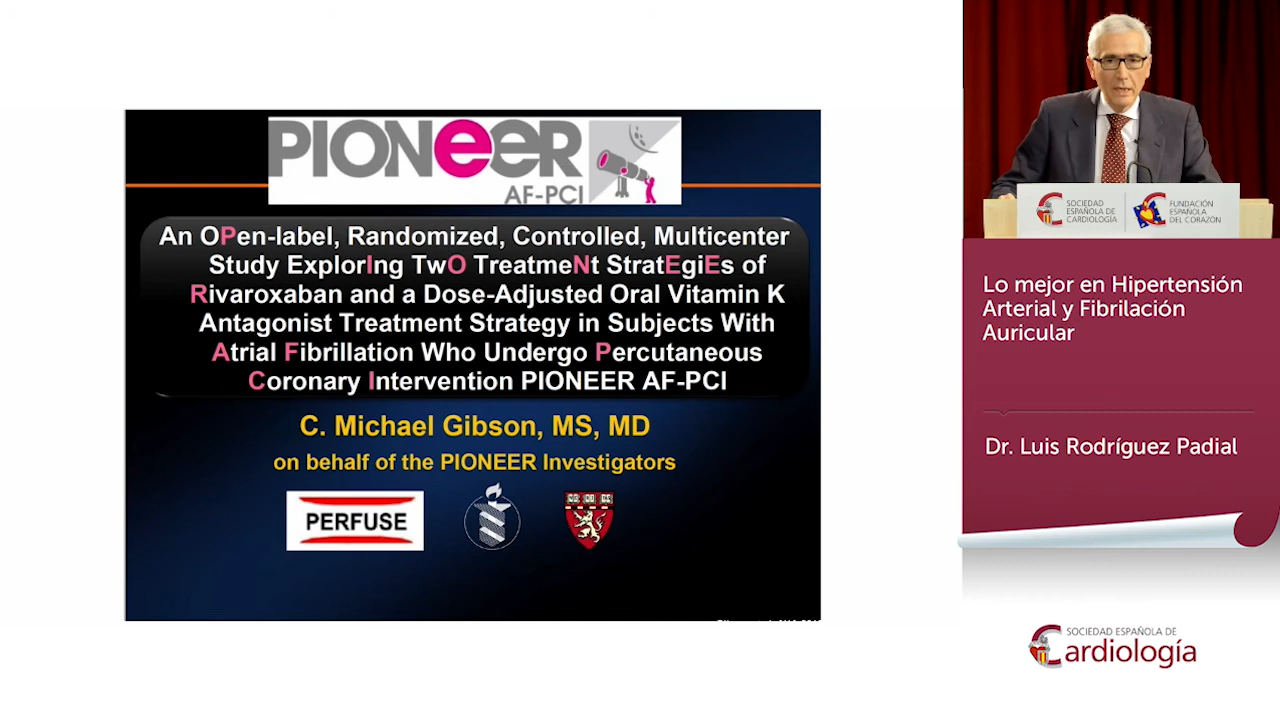 PIONEER
AF-PCI
An OPen-label, Randomized, Controlled, Multicenter
Study ExplorIng TwO TreatmeNt StratEgiEs of
Rivaroxaban and a Dose-Adjusted Oral Vitamin K
Antagonist Treatment Strategy in Subjects With
Atrial Fibrillation Who Undergo Percutaneous
Coronary Intervention PIONEER AF-PCI
C. Michael Gibson, MS, MD
on behalf of the PIONEER Investigators
PERFUSE
SOCIEDAD
ESPAÑOLA DE
CARDIOLOGÍA
FUNDACIÓN
ESPAÑOLA
DEL CORAZÓN
Lo mejor en Hipertensión
Arterial y Fibrilación
Auricular
Dr. Luis Rodríguez Padial
SOCIEDAD ESPAÑOLA DE
Cardiología